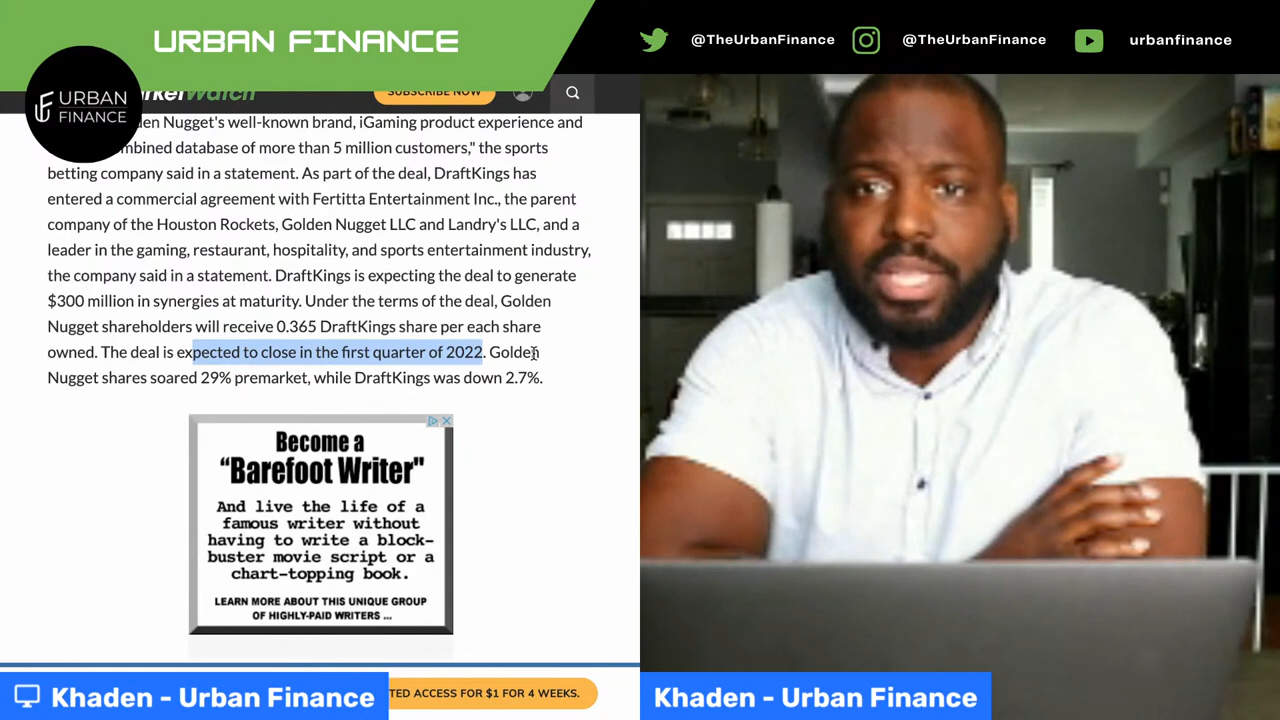 URBAN FINANCE
@TheUrbanFinance
@TheUrbanFinance
urbanfinance
URBAN
FINANCE
SUBSCRIBE NOW
Nugget's well-known brand, iGaming product experience and
database of more than 5 million customers," the sports
betting company said in a statement. As part of the deal, DraftKings has
entered a commercial agreement with Fertitta Entertainment Inc., the parent
company of the Houston Rockets, Golden Nugget LLC and Landry's LLC, and a
leader in the gaming, restaurant, hospitality, and sports entertainment industry,
the company said in a statement. DraftKings is expecting the deal to generate
$300 million in synergies at maturity. Under the terms of the deal, Golden
Nugget shareholders will receive 0.365 DraftKings share per each share
owned. The deal is expected to close in the first quarter of 2022. Golden
Nugget shares soared 29% premarket, while DraftKings was down 2.7%.
Become a
“Barefoot Writer"
And live the life of a
famous writer without
having to write a block-
buster movie script or a
chart-topping book.
LEARN MORE ABOUT THIS UNIQUE GROUP
OF HIGHLY-PAID WRITERS ...
ACCESS FOR $1 FOR 4 WEEKS.
Khaden - Urban Finance
Khaden - Urban Finance